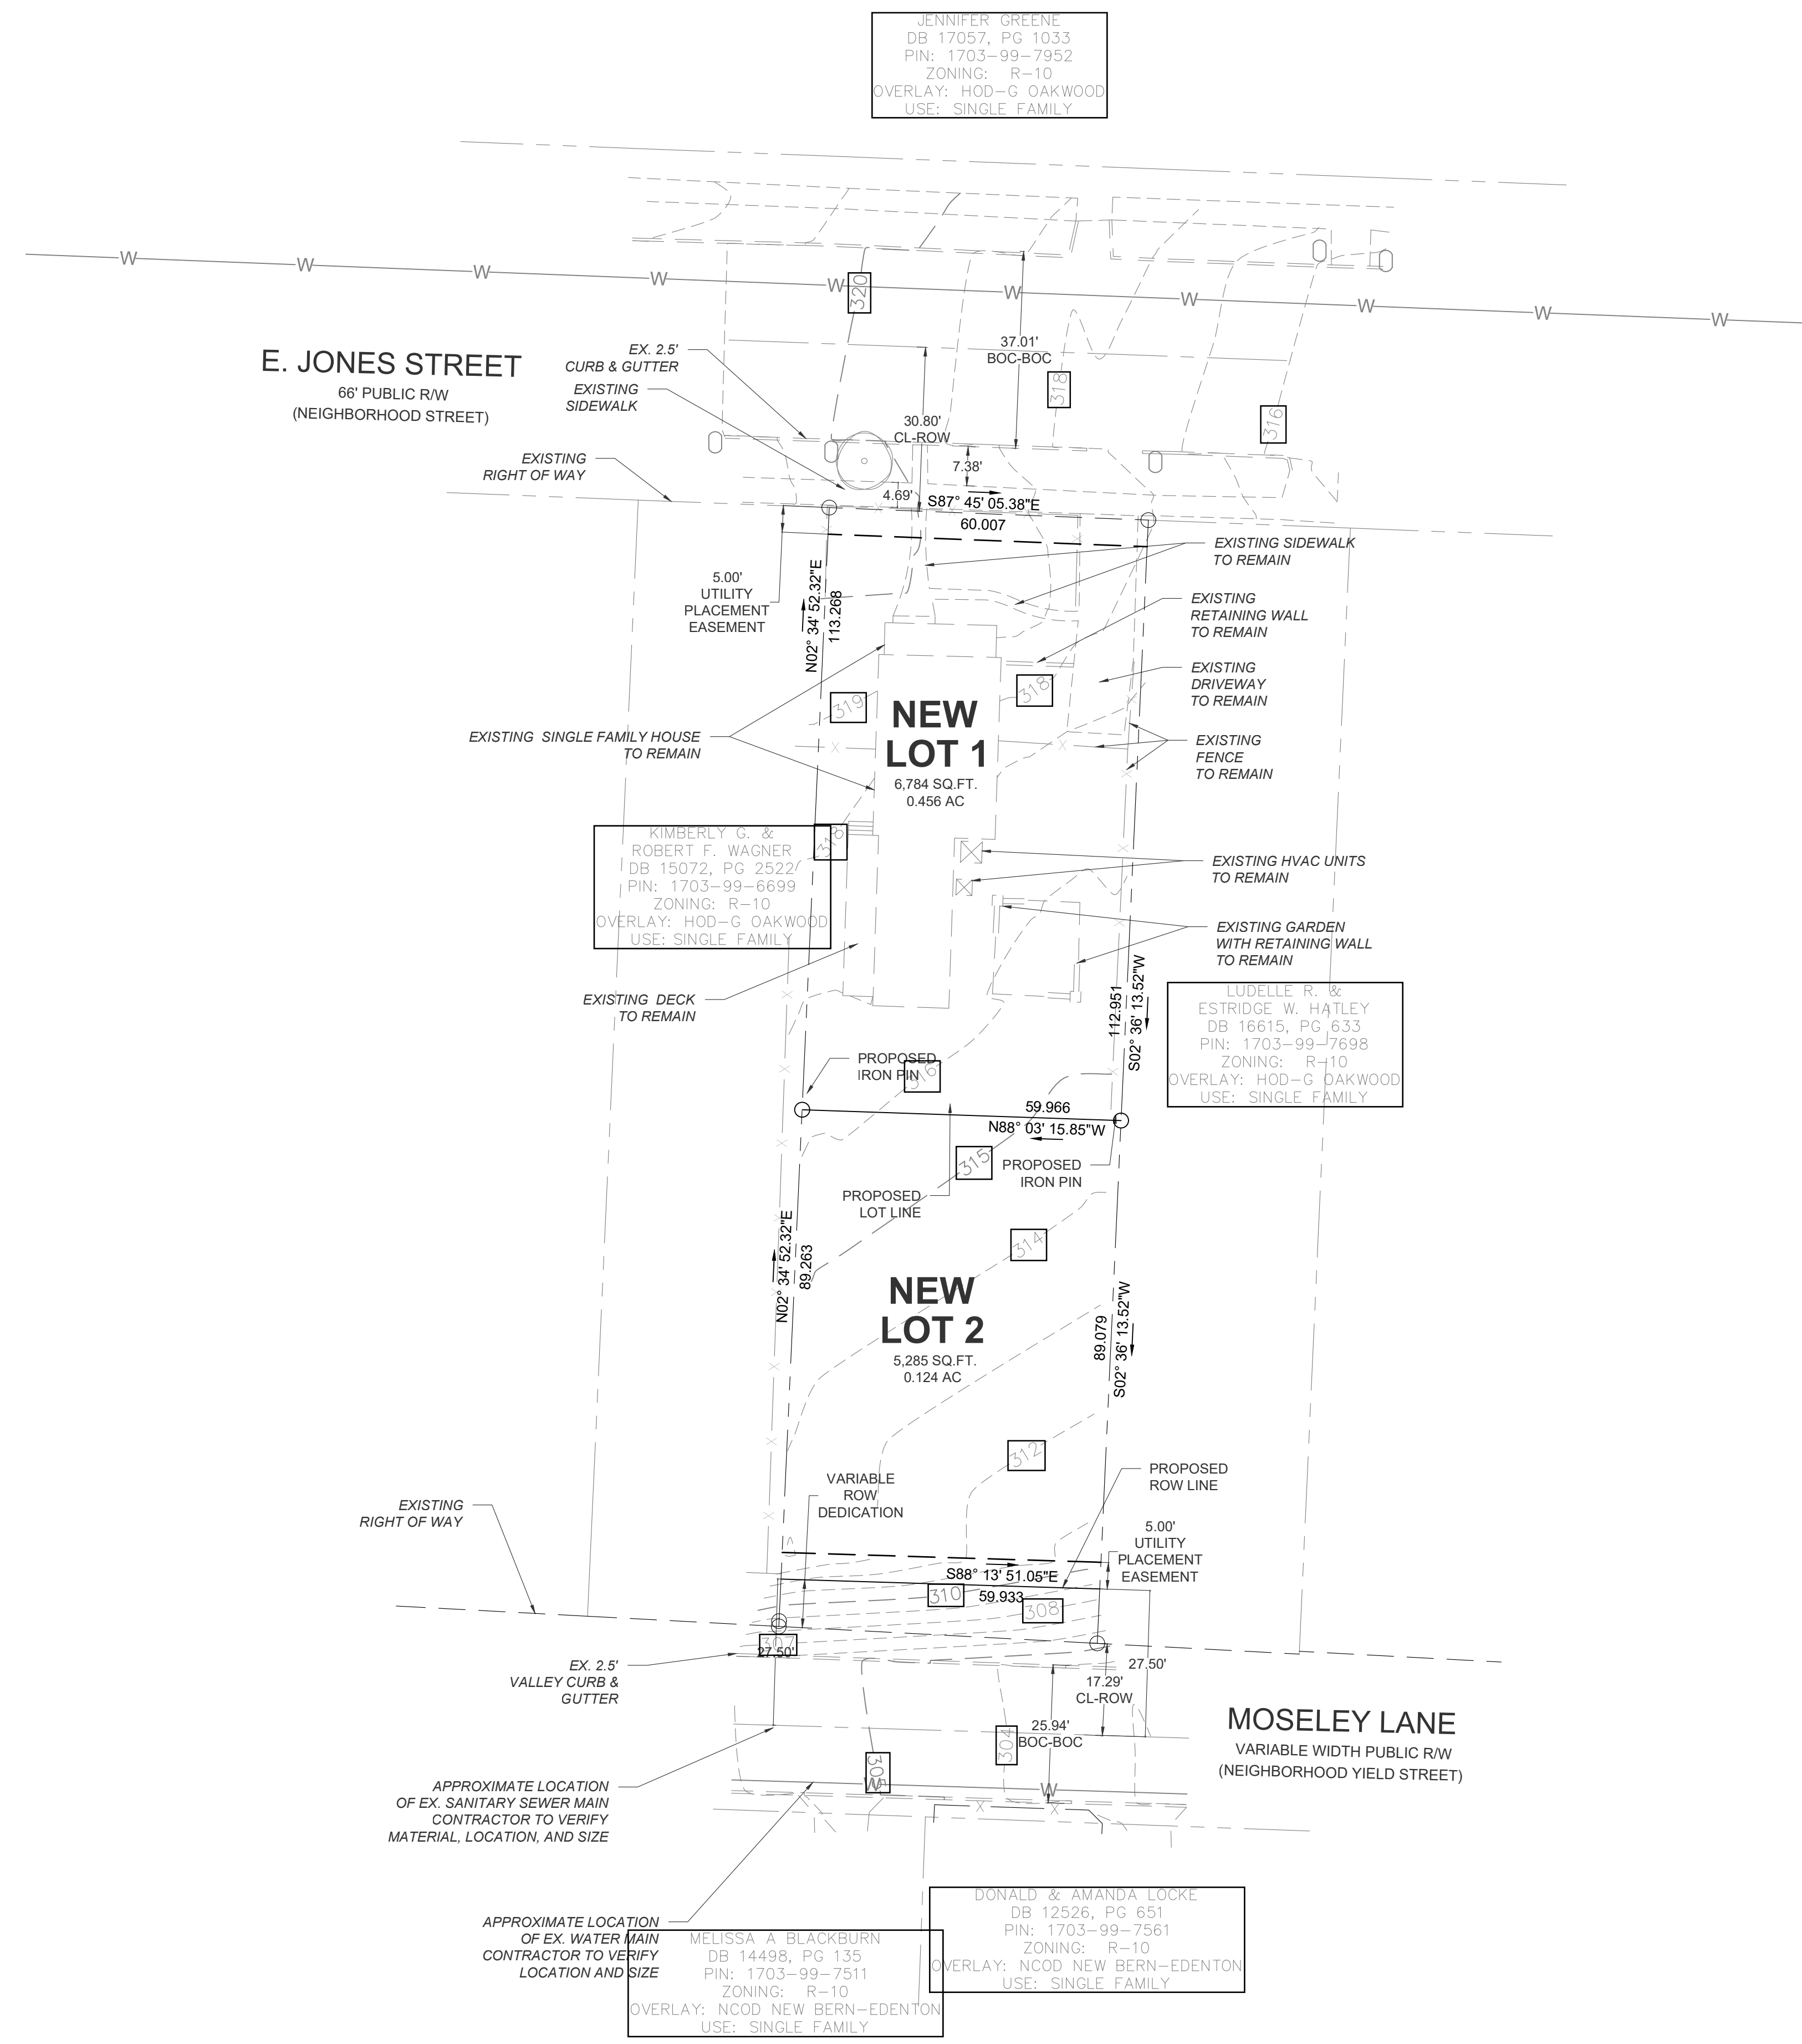 JENNIFER GREENE
DB 17057, PG 1033
PIN: 1703-99-7952
ZONING: R-10
OVERLAY: HOD-G OAKWOOD
USE: SINGLE FAMILY
W
W
W
W
W
W
W
W
W
W
320
E. JONES STREET
66' PUBLIC R/W
(NEIGHBORHOOD STREET)
EX. 2.5'
CURB & GUTTER
EXISTING
SIDEWALK
37.01'
BOC-BOC
318
316
30.80'
CL-ROW
EXISTING
RIGHT OF WAY
7.38'
4.69'
S87° 45' 05.38"E
60.007
5.00'
UTILITY
PLACEMENT
EASEMENT
N02° 34' 52.32"E
113.268
EXISTING SIDEWALK
TO REMAIN
EXISTING
RETAINING WALL
TO REMAIN
EXISTING
DRIVEWAY
TO REMAIN
319
318
NEW
LOT 1
6,784 SQ.FT.
0.456 AC
EXISTING SINGLE FAMILY HOUSE
TO REMAIN
EXISTING
FENCE
TO REMAIN
X
X
X
X
X
X
X
X
318
KIMBERLY G. &
ROBERT F. WAGNER
DB 15072, PG 2522
PIN: 1703-99-6699
ZONING: R-10
OVERLAY: HOD-G OAKWOOD
USE: SINGLE FAMILY
EXISTING HVAC UNITS
TO REMAIN
EXISTING GARDEN
WITH RETAINING WALL
TO REMAIN
EXISTING DECK
TO REMAIN
112.951
S02° 36' 13.52"W
LUDELLE R. &
ESTRIDGE W. HATLEY
DB 16615, PG 633
PIN: 1703-99-7698
ZONING: R-10
OVERLAY: HOD-G OAKWOOD
USE: SINGLE FAMILY
PROPOSED
IRON PIN
316
59.966
N88° 03' 15.85"W
315
PROPOSED
IRON PIN
PROPOSED
LOT LINE
314
N02° 34' 52.32"E
89.263
NEW
LOT 2
5,285 SQ.FT.
0.124 AC
89.079
S02° 36' 13.52"W
312
VARIABLE
ROW
DEDICATION
PROPOSED
ROW LINE
EXISTING
RIGHT OF WAY
5.00'
UTILITY
PLACEMENT
EASEMENT
S88° 13' 51.05"E
59.933
310
308
307
27.50'
EX. 2.5'
VALLEY CURB &
GUTTER
27.50'
17.29'
CL-ROW
25.94'
BOC-BOC
304
305
W
W
MOSELEY LANE
VARIABLE WIDTH PUBLIC R/W
(NEIGHBORHOOD YIELD STREET)
APPROXIMATE LOCATION
OF EX. SANITARY SEWER MAIN
CONTRACTOR TO VERIFY
MATERIAL, LOCATION, AND SIZE
APPROXIMATE LOCATION
OF EX. WATER MAIN
CONTRACTOR TO VERIFY
LOCATION AND SIZE
MELISSA A BLACKBURN
DB 14498, PG 135
PIN: 1703-99-7511
ZONING: R-10
OVERLAY: NCOD NEW BERN-EDENTON
USE: SINGLE FAMILY
DONALD & AMANDA LOCKE
DB 12526, PG 651
PIN: 1703-99-7561
ZONING: R-10
OVERLAY: NCOD NEW BERN-EDENTON
USE: SINGLE FAMILY